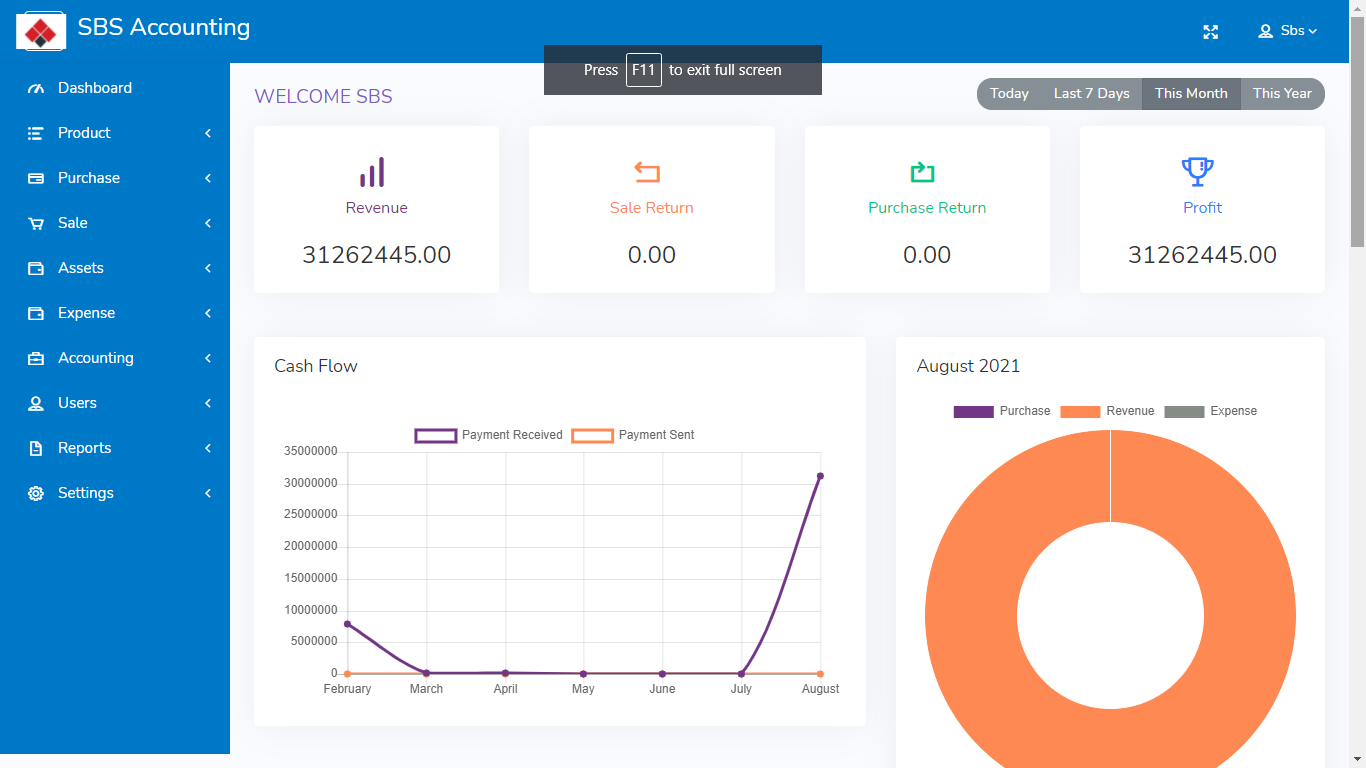 SBS Accounting
Sbs
Press F11 to exit full screen
Dashboard
Product
Purchase
Sale
Assets
Expense
Accounting
Users
Reports
Settings
WELCOME SBS
Today Last 7 Days This Month This Year
Revenue
31262445.00
Sale Return
0.00
Purchase Return
0.00
Profit
31262445.00
Cash Flow
Payment Received Payment Sent
35000000
30000000
25000000
20000000
15000000
10000000
5000000
0
February March April May June July August
August 2021
Purchase Revenue Expense